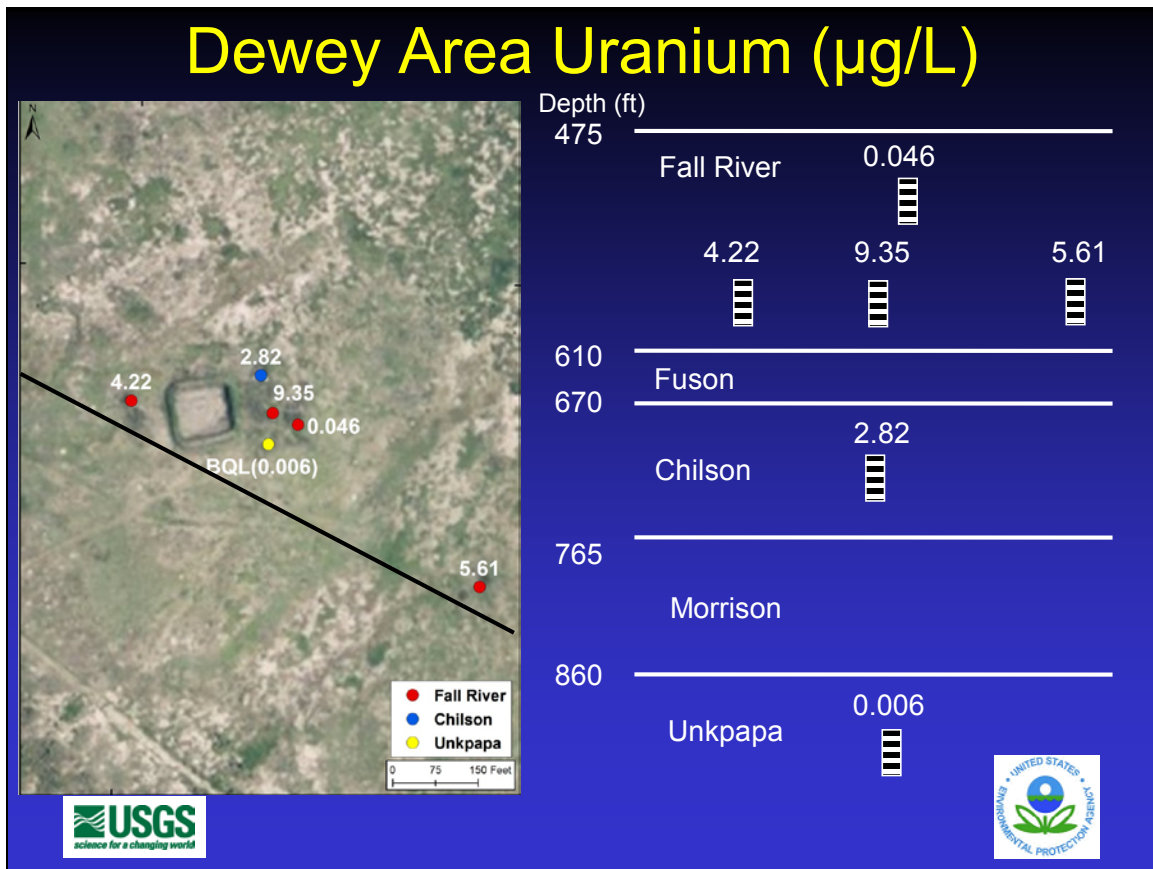 Dewey Area Uranium (µg/L)
N
2.82
4.22
9.35
0.046
BQL(0.006)
5.61
Fall River
Chilson
Unkpapa
0 75 150 Feet
Depth (ft)
475
Fall River
0.046
4.22 9.35 5.61
610
Fuson
670
2.82
Chilson
765
Morrison
860
0.006
Unkpapa
USGS
science for a changing world
UNITED STATES
ENVIRONMENTAL PROTECTION AGENCY